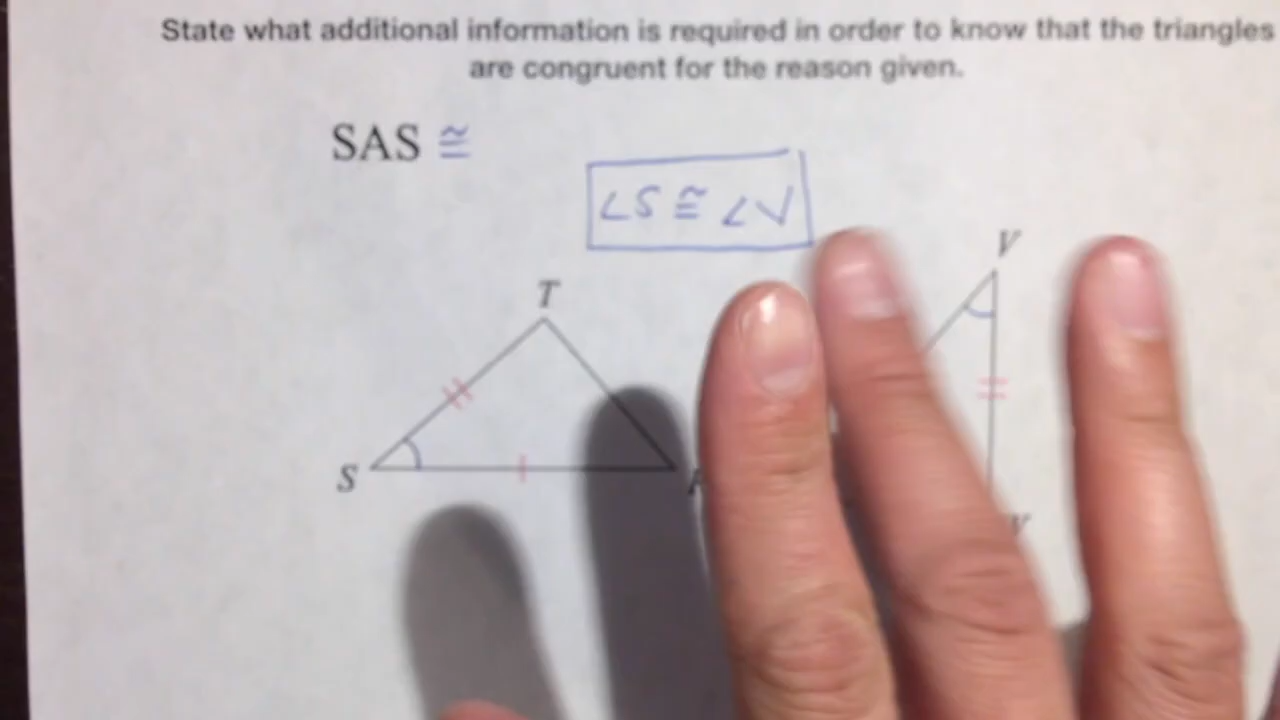 State what additional information is required in order to know that the triangles
are congruent for the reason given.
SAS ≅
∠S ≅ ∠V
V
T
S